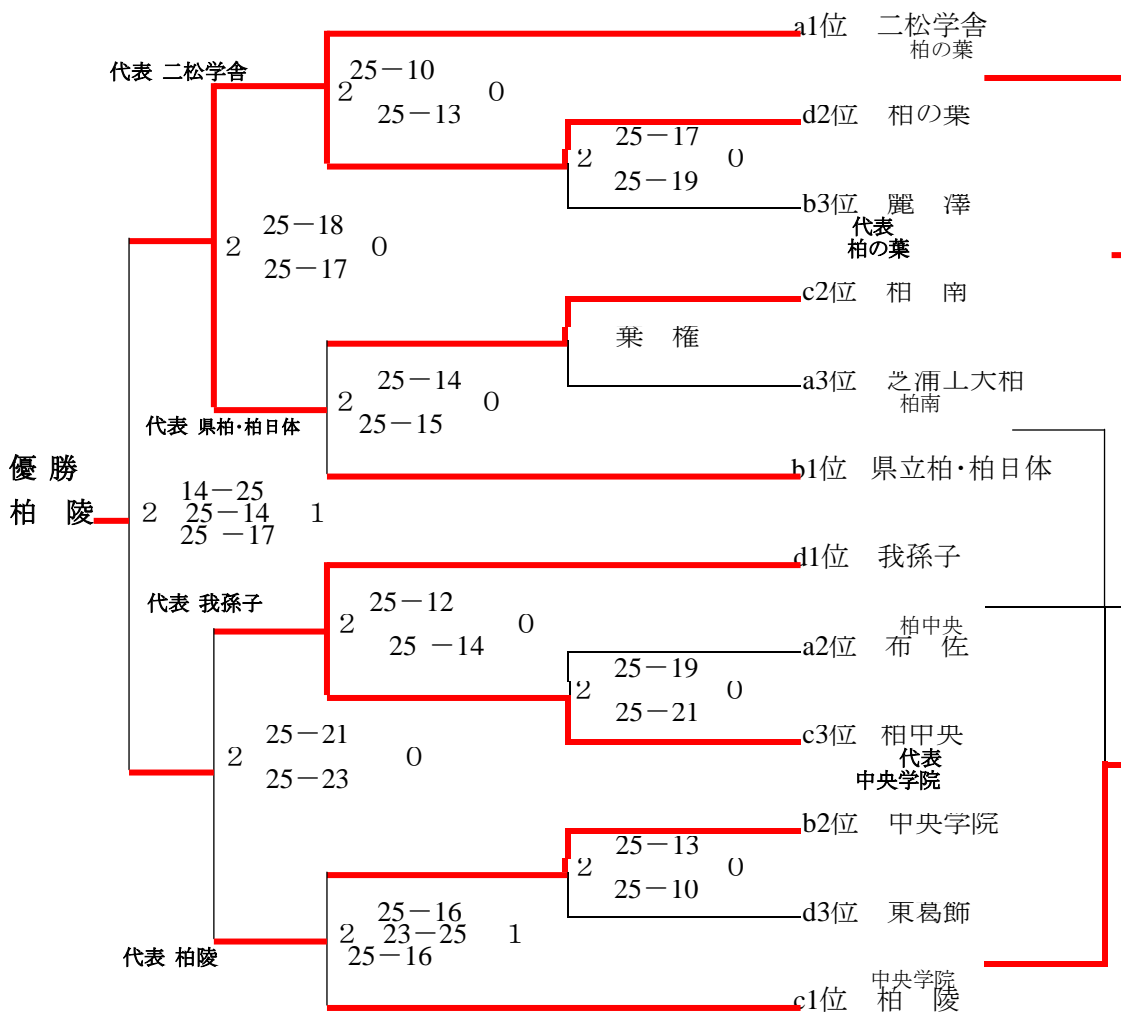 a1位 二松学舎
柏の葉
代表 二松学舎
25－10
2 0
25－13
d2位 柏の葉
25－17
2 0
25－19
b3位 麗 澤
代表
柏の葉
25－18
2 0
25－17
c2位 柏 南
棄 権
a3位 芝浦工大柏
柏南
25－14
2 0
25－15
代表 県柏・柏日体
b1位 県立柏・柏日体
優 勝
柏 陵
14－25
2 25－14 1
25 －17
d1位 我孫子
代表 我孫子
25－12
2 0
25 －14
柏中央
a2位 布 佐
25－19
2 0
25－21
c3位 柏中央
代表
中央学院
25－21
2 0
25－23
b2位 中央学院
25－13
2 0
25－10
d3位 東葛飾
25－16
2 23－25 1
25－16
代表 柏陵
中央学院
c1位 柏 陵